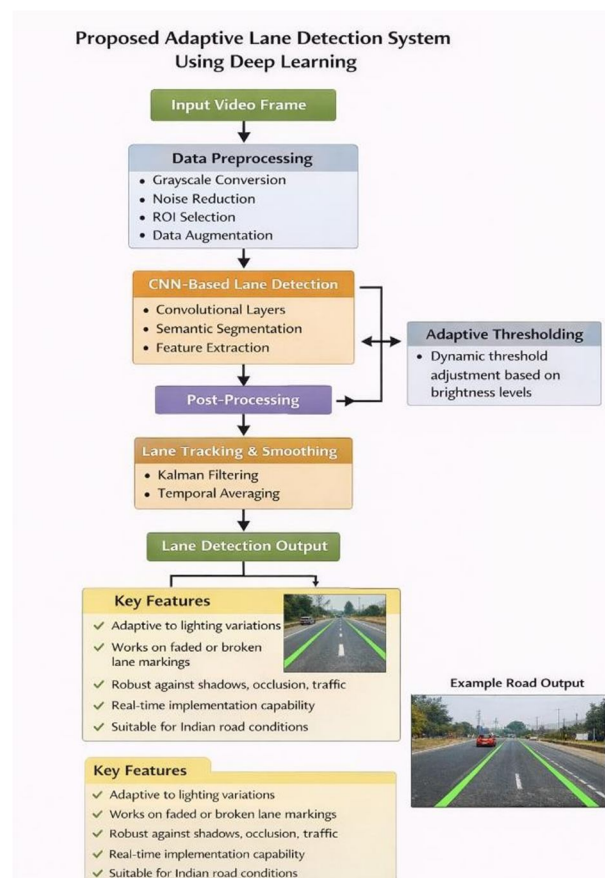 Proposed Adaptive Lane Detection System
Using Deep Learning
Input Video Frame
Data Preprocessing
• Grayscale Conversion
• Noise Reduction
• ROI Selection
• Data Augmentation
CNN-Based Lane Detection
• Convolutional Layers
• Semantic Segmentation
• Feature Extraction
Adaptive Thresholding
• Dynamic threshold
adjustment based on
brightness levels
Post-Processing
Lane Tracking & Smoothing
• Kalman Filtering
• Temporal Averaging
Lane Detection Output
Key Features
✓ Adaptive to lighting variations
✓ Works on faded or broken
lane markings
✓ Robust against shadows, occlusion, traffic
✓ Real-time implementation capability
✓ Suitable for Indian road conditions
Example Road Output
Key Features
✓ Adaptive to lighting variations
✓ Works on faded or broken lane markings
✓ Robust against shadows, occlusion, traffic
✓ Real-time implementation capability
✓ Suitable for Indian road conditions